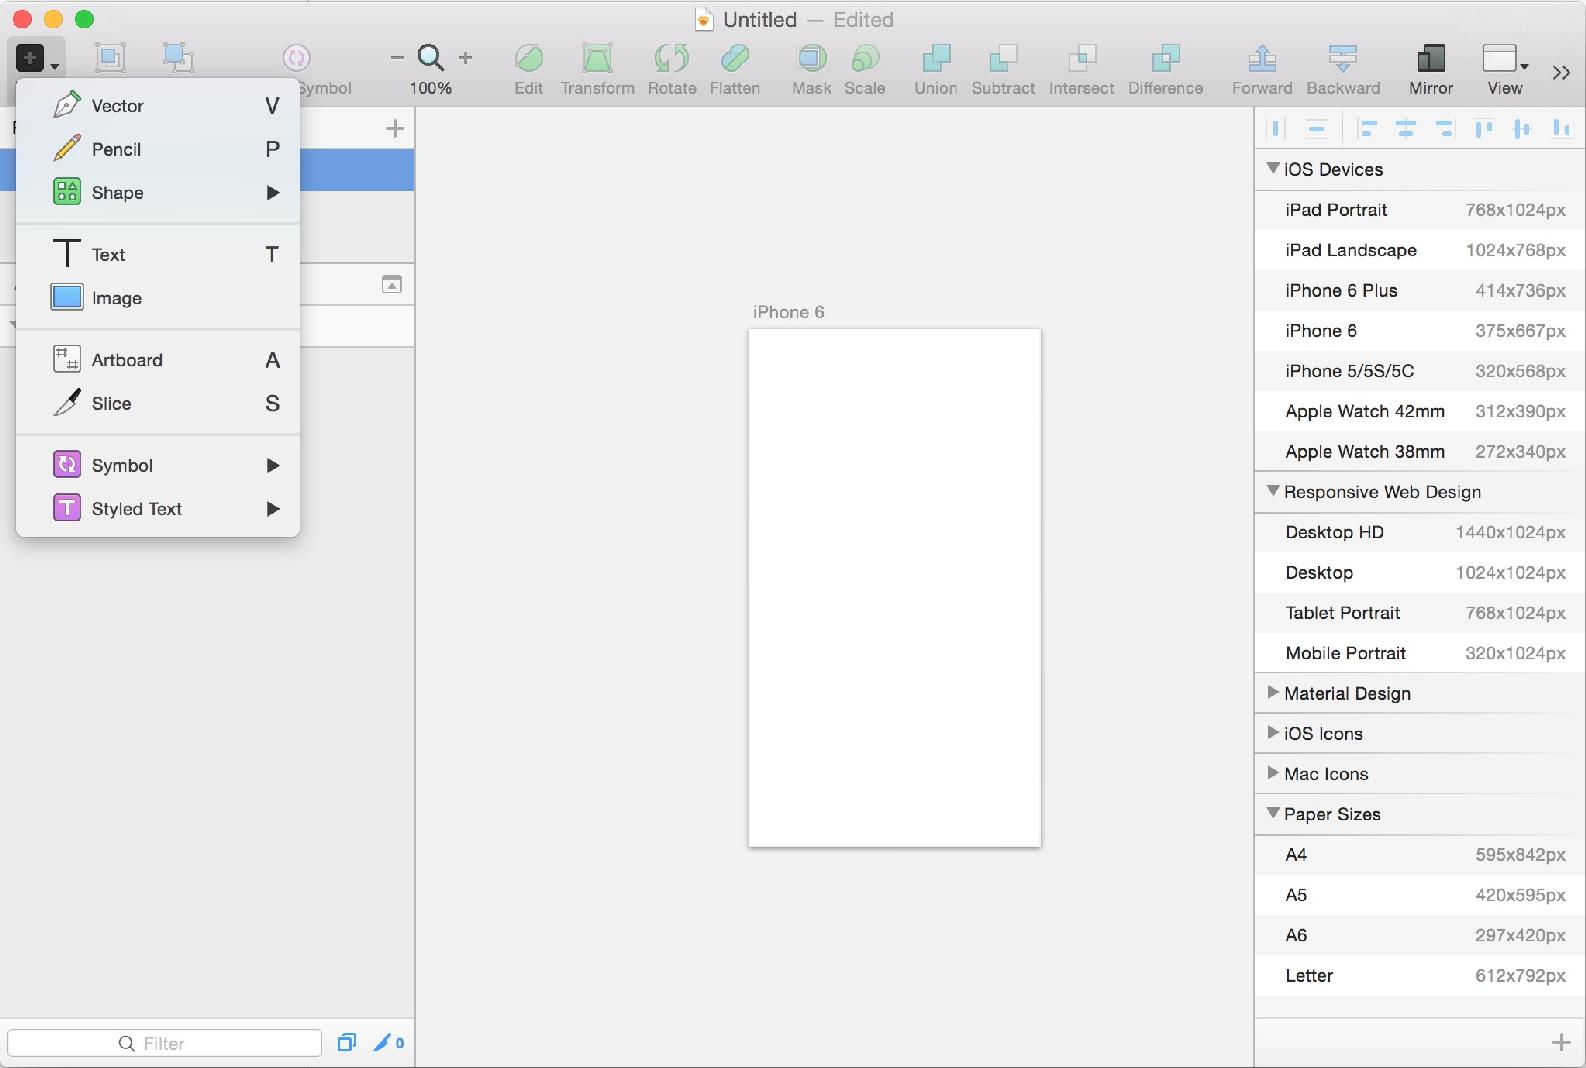 Untitled — Edited
Symbol
100%
Edit
Transform
Rotate
Flatten
Mask
Scale
Union
Subtract
Intersect
Difference
Forward
Backward
Mirror
View
Vector V
Pencil P
Shape
Text T
Image
Artboard A
Slice S
Symbol
Styled Text
Filter
0
iPhone 6
iOS Devices
iPad Portrait 768x1024px
iPad Landscape 1024x768px
iPhone 6 Plus 414x736px
iPhone 6 375x667px
iPhone 5/5S/5C 320x568px
Apple Watch 42mm 312x390px
Apple Watch 38mm 272x340px
Responsive Web Design
Desktop HD 1440x1024px
Desktop 1024x1024px
Tablet Portrait 768x1024px
Mobile Portrait 320x1024px
Material Design
iOS Icons
Mac Icons
Paper Sizes
A4 595x842px
A5 420x595px
A6 297x420px
Letter 612x792px